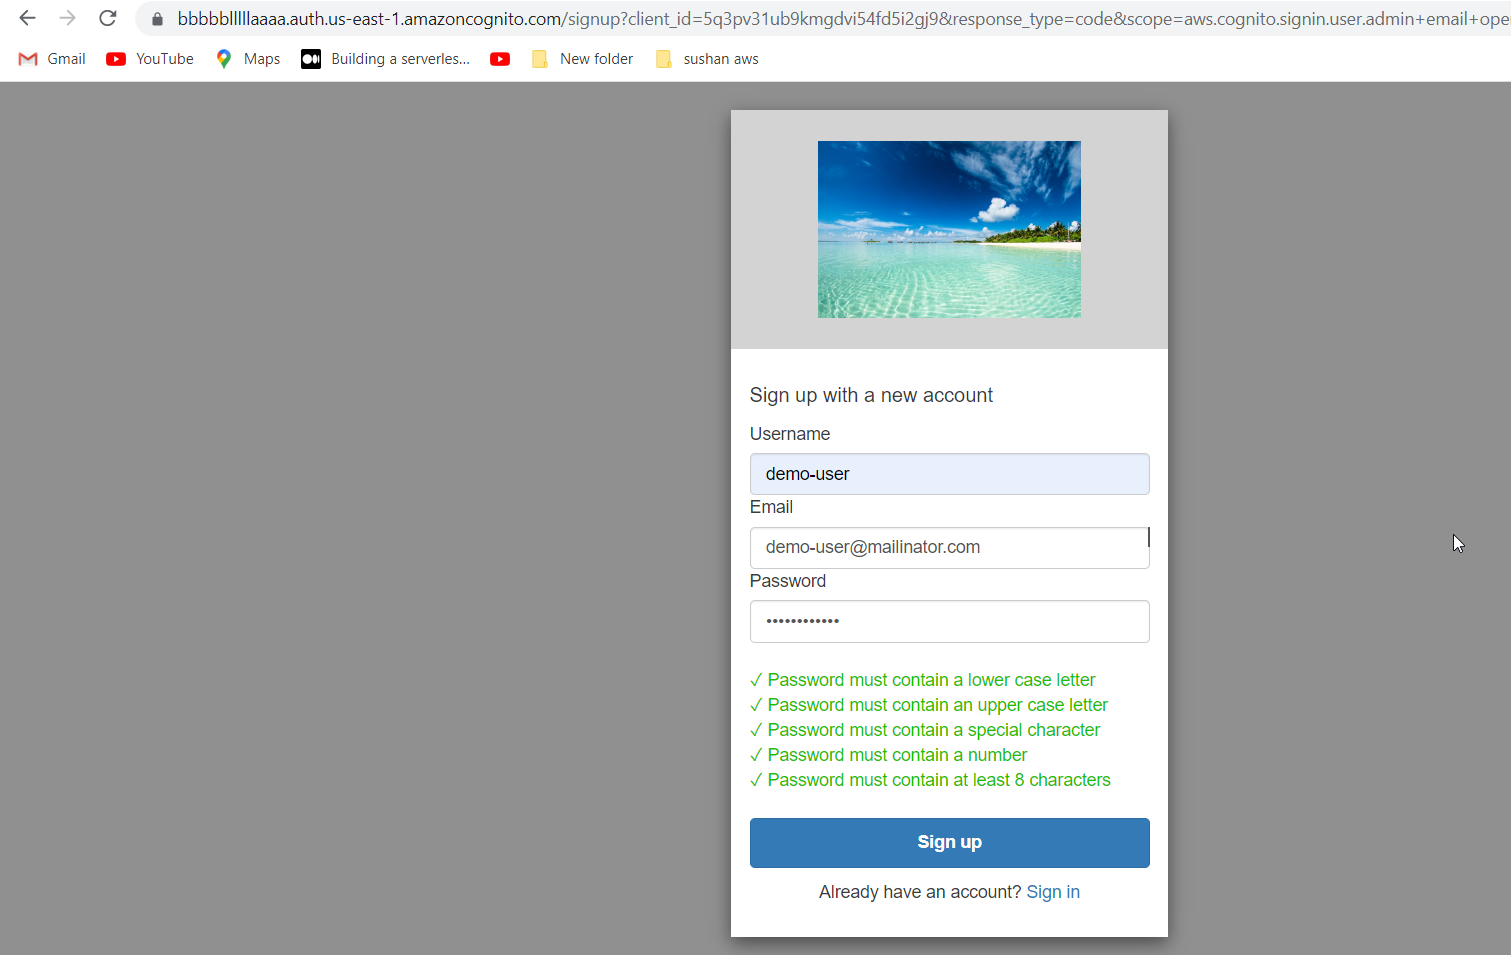 bbbbbllllllaaaa.auth.us-east-1.amazoncognito.com/signup?client_id=5q3pv31ub9kmgdvi54fd5i2gj9&response_type=code&scope=aws.cognito.signin.user.admin+email+ope
Gmail YouTube Maps Building a serverles... New folder sushan aws
Sign up with a new account
Username
demo-user
Email
demo-user@mailinator.com
Password
••••••••••••
✓ Password must contain a lower case letter
✓ Password must contain an upper case letter
✓ Password must contain a special character
✓ Password must contain a number
✓ Password must contain at least 8 characters
Sign up
Already have an account? Sign in